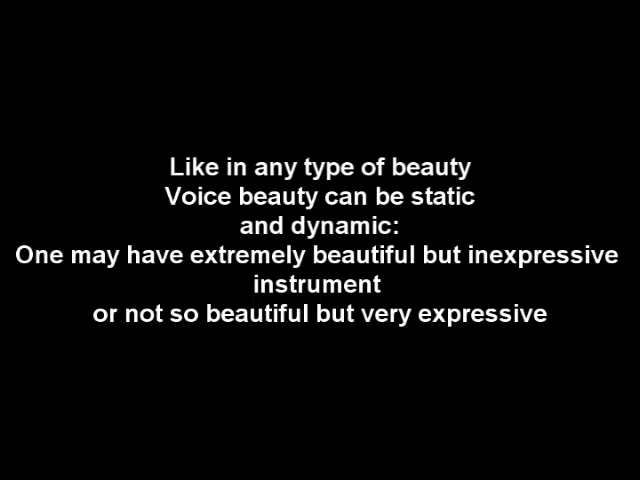 Like in any type of beauty
Voice beauty can be static
and dynamic:
One may have extremely beautiful but inexpressive
instrument
or not so beautiful but very expressive